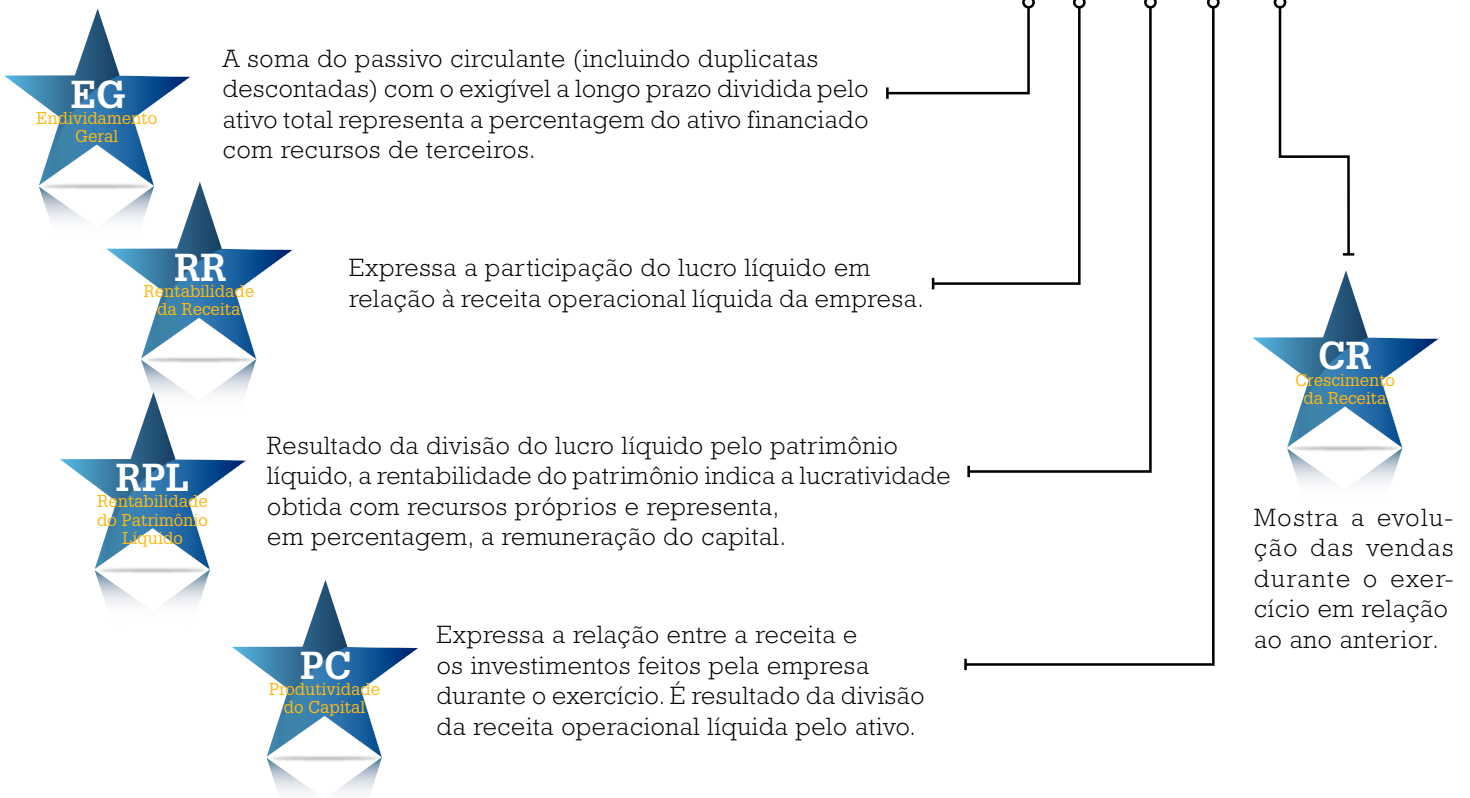 EG
Endividamento
Geral
A soma do passivo circulante (incluindo duplicatas
descontadas) com o exigível a longo prazo dividida pelo
ativo total representa a percentagem do ativo financiado
com recursos de terceiros.
RR
Rentabilidade
da Receita
Expressa a participação do lucro líquido em
relação à receita operacional líquida da empresa.
RPL
Rentabilidade
do Patrimônio
Líquido
Resultado da divisão do lucro líquido pelo patrimônio
líquido, a rentabilidade do patrimônio indica a lucratividade
obtida com recursos próprios e representa,
em percentagem, a remuneração do capital.
PC
Produtividade
do Capital
Expressa a relação entre a receita e
os investimentos feitos pela empresa
durante o exercício. É resultado da divisão
da receita operacional líquida pelo ativo.
CR
Crescimento
da Receita
Mostra a evolu-
ção das vendas
durante o exer-
cício em relação
ao ano anterior.